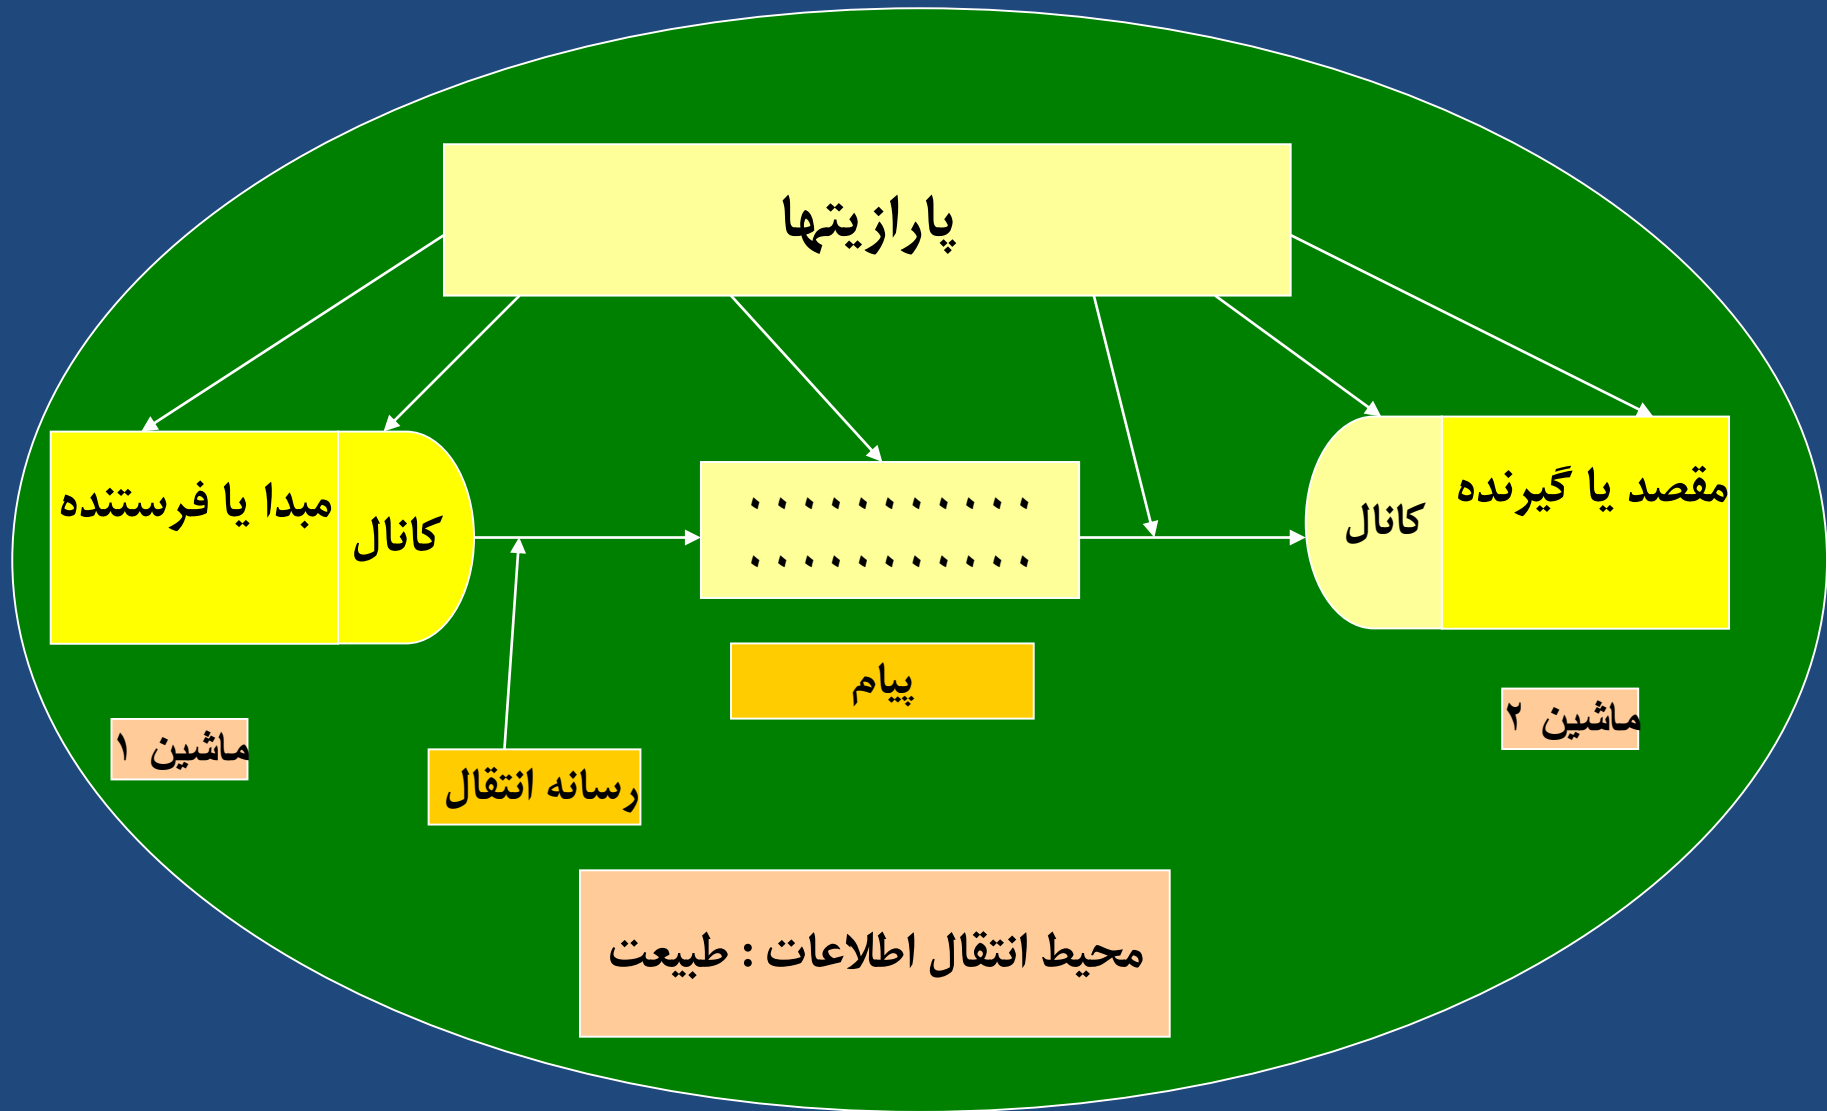 پارازیتها
مبدا یا فرستنده
کانال
...........
...........
کانال
مقصد یا گیرنده
پیام
ماشین ۱
رسانه انتقال
ماشین ۲
محیط انتقال اطلاعات : طبیعت